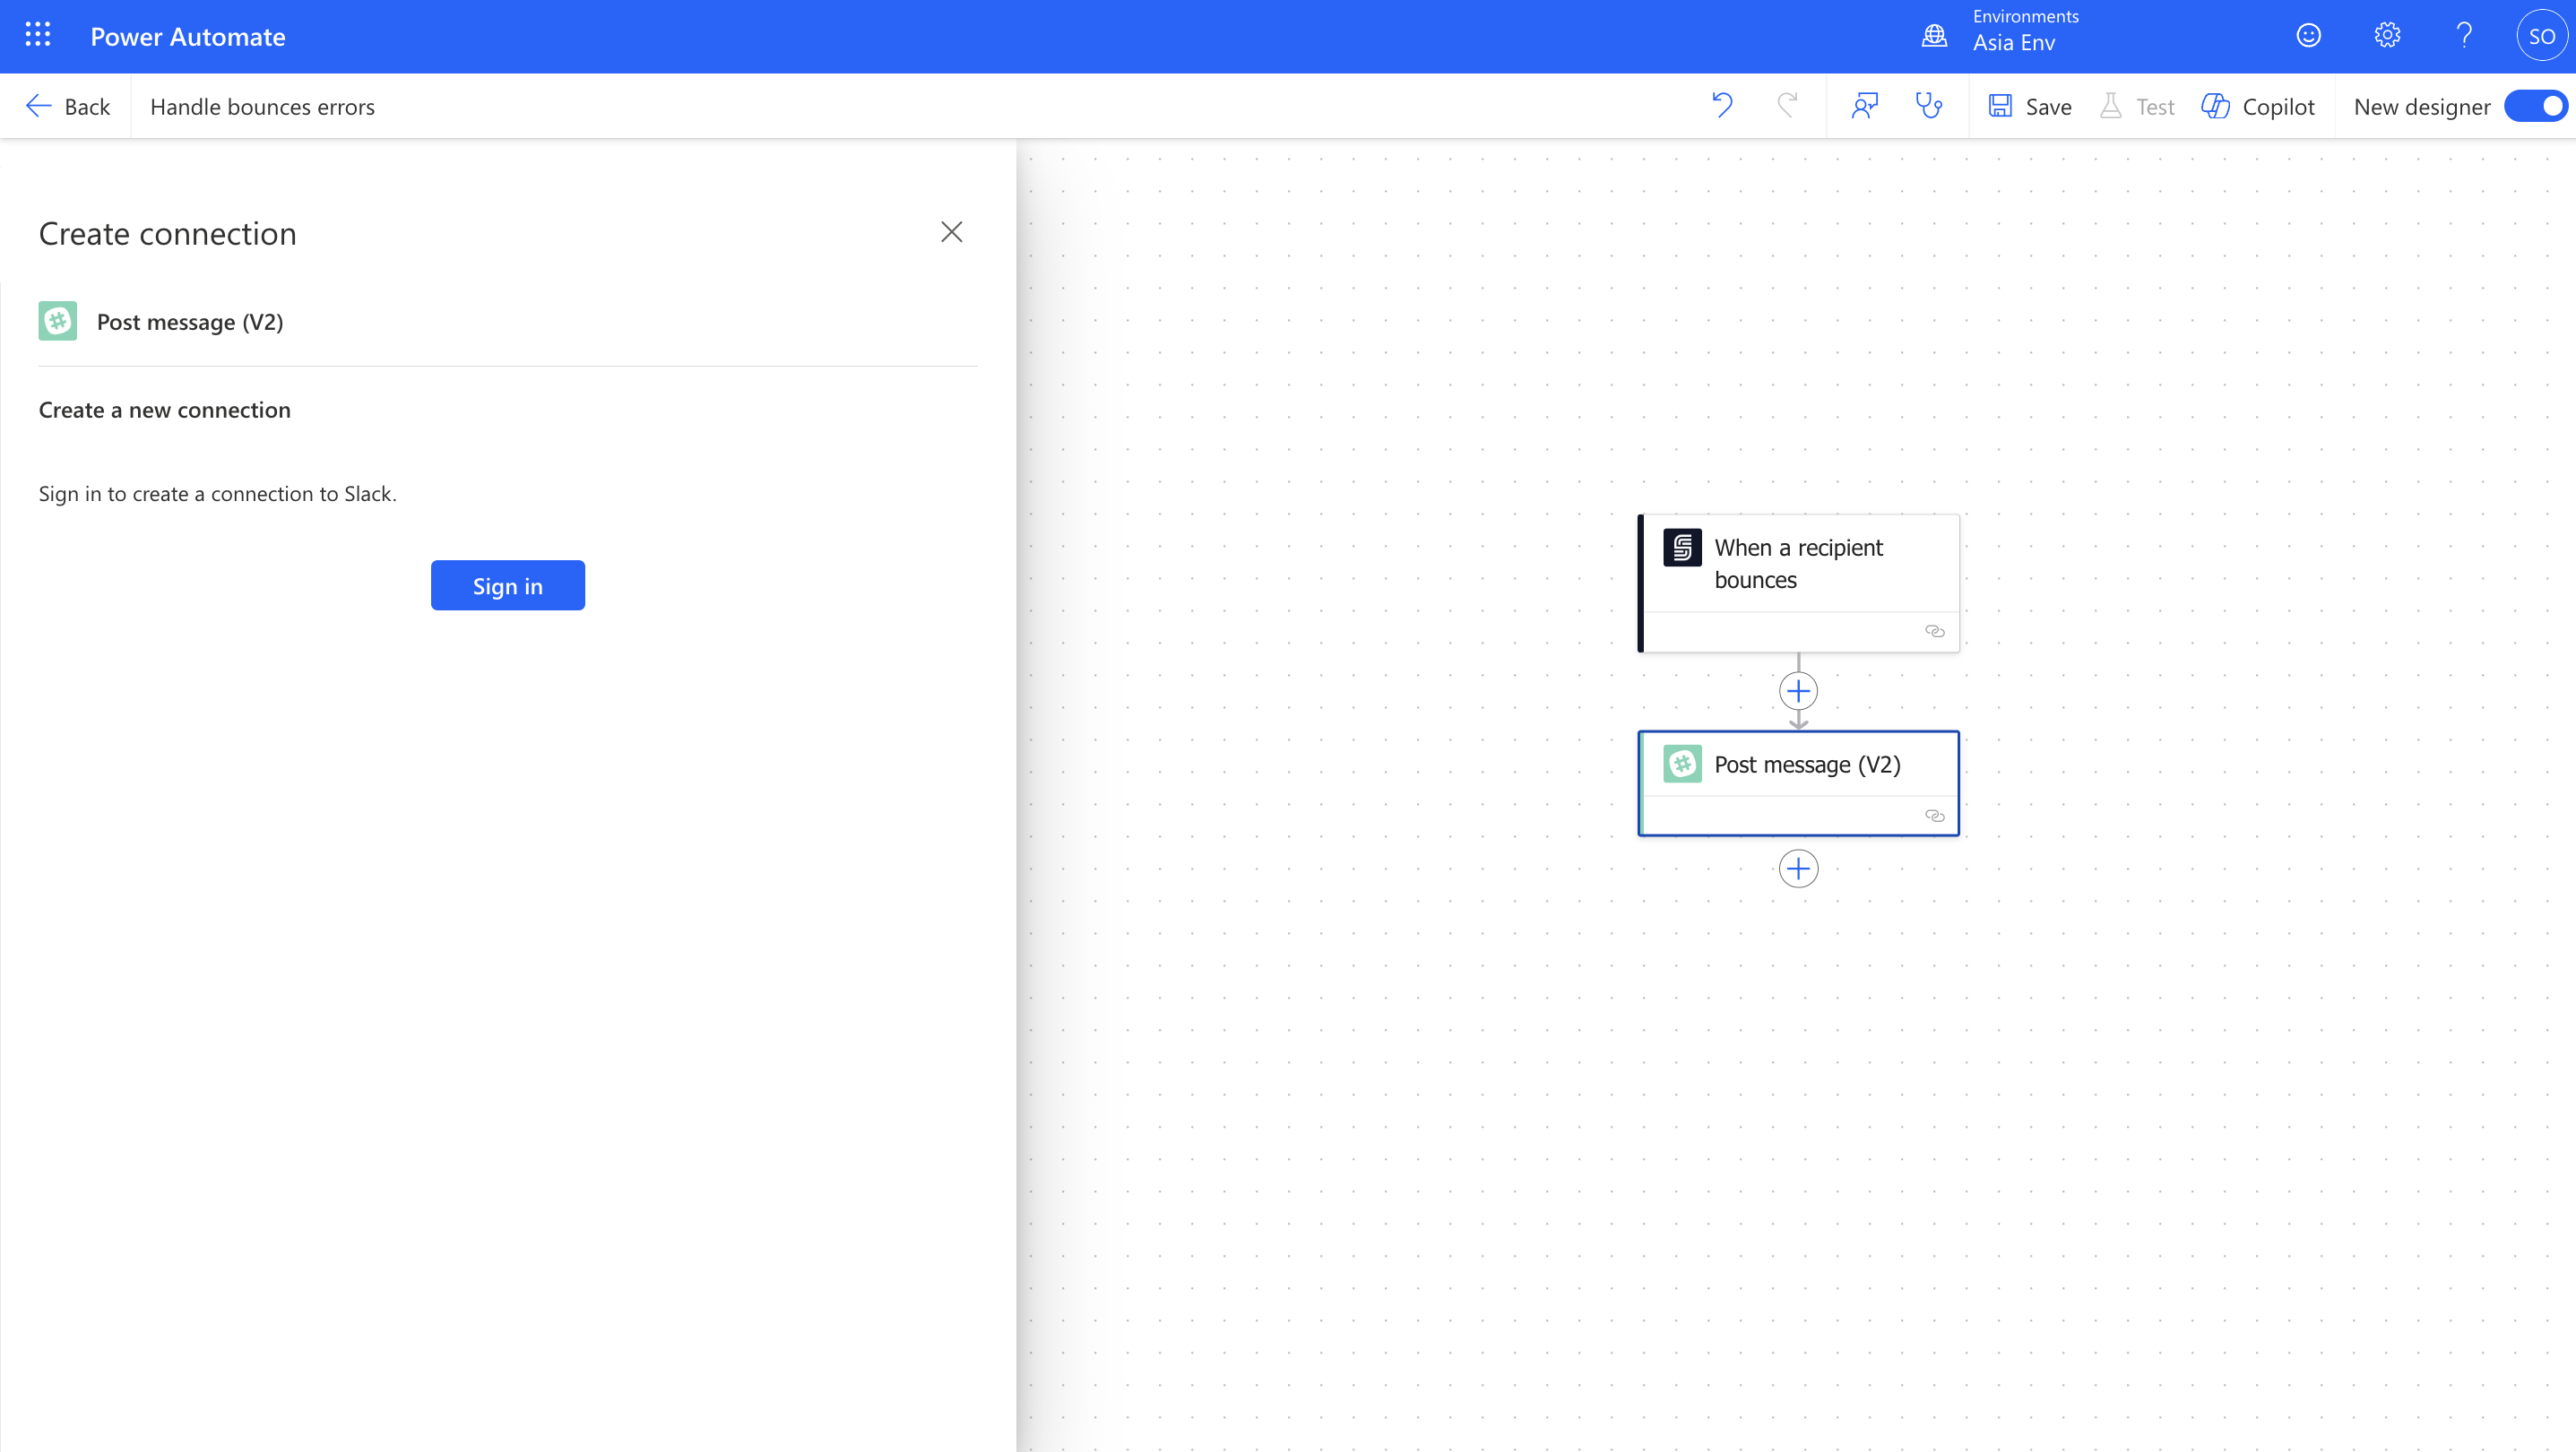 Power Automate
Environments
Asia Env
SO
Back
Handle bounces errors
Save
Test
Copilot
New designer
Create connection
Post message (V2)
Create a new connection
Sign in to create a connection to Slack.
Sign in
When a recipient
bounces
Post message (V2)